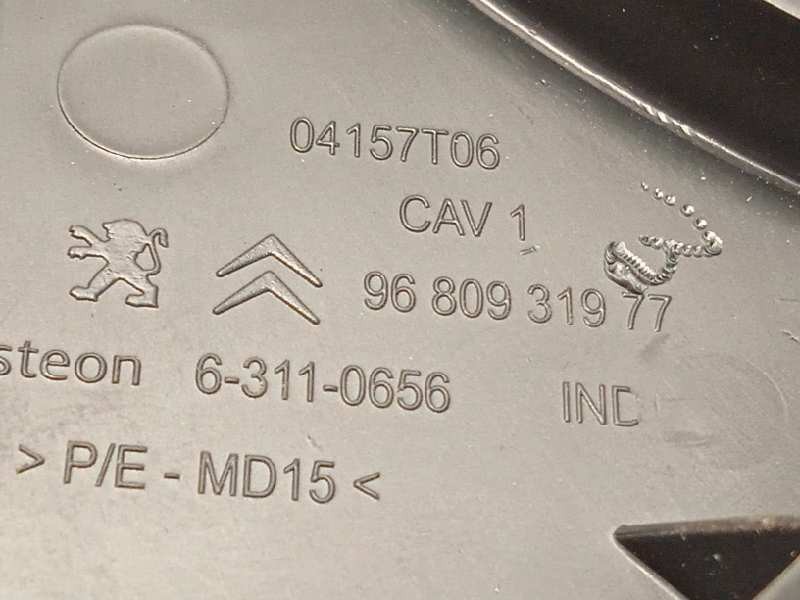 04157T06
CAV 1
96 809 319 77
steon 6-311-0656 IND
> P/E - MD15 <